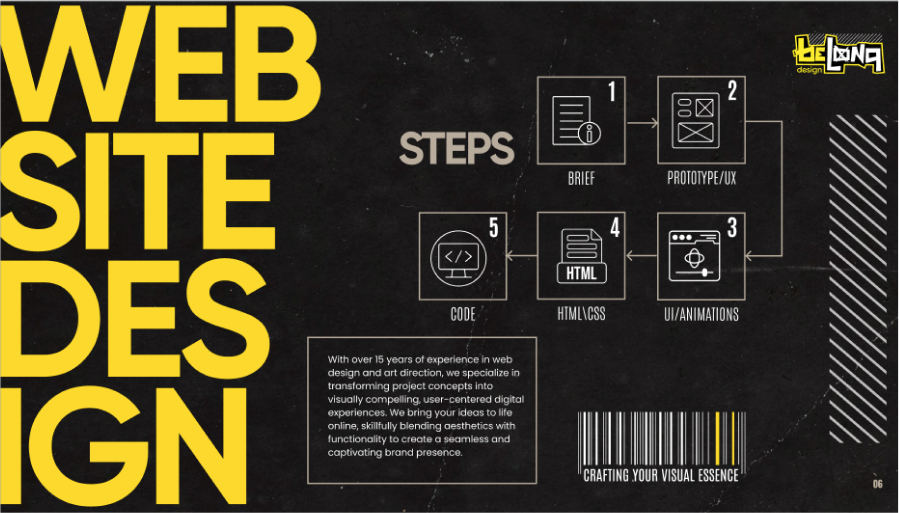 WEB
SITE
DES
IGN
beLOONG
design
STEPS
1
BRIEF
2
PROTOTYPE/UX
3
UI/ANIMATIONS
4
HTML
HTML\CSS
5
</>
CODE
With over 15 years of experience in web
design and art direction, we specialize in
transforming project concepts into
visually compelling, user-centered digital
experiences. We bring your ideas to life
online, skillfully blending aesthetics with
functionality to create a seamless and
captivating brand presence.
CRAFTING YOUR VISUAL ESSENCE
06